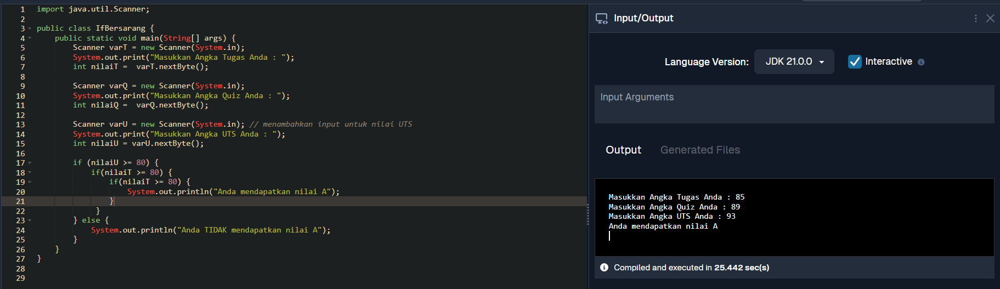 1 import java.util.Scanner;
2
3 public class IfBersarang {
4 public static void main(String[] args) {
5 Scanner varT = new Scanner(System.in);
6 System.out.print("Masukkan Angka Tugas Anda : ");
7 int nilaiT =  varT.nextByte();
8
9 Scanner varQ = new Scanner(System.in);
10 System.out.print("Masukkan Angka Quiz Anda : ");
11 int nilaiQ =  varQ.nextByte();
12
13 Scanner varU = new Scanner(System.in); // menambahkan input untuk nilai UTS
14 System.out.print("Masukkan Angka UTS Anda : ");
15 int nilaiU = varU.nextByte();
16
17 if (nilaiU >= 80) {
18 if(nilaiT >= 80) {
19 if(nilaiT >= 80) {
20 System.out.println("Anda mendapatkan nilai A");
21 }
22 }
23 } else {
24 System.out.println("Anda TIDAK mendapatkan nilai A");
25 }
26 }
27 }
28
29
Input/Output
Language Version: JDK 21.0.0 Interactive
Input Arguments
Output Generated Files
Masukkan Angka Tugas Anda : 85
Masukkan Angka Quiz Anda : 89
Masukkan Angka UTS Anda : 93
Anda mendapatkan nilai A
Compiled and executed in 25.442 sec(s)